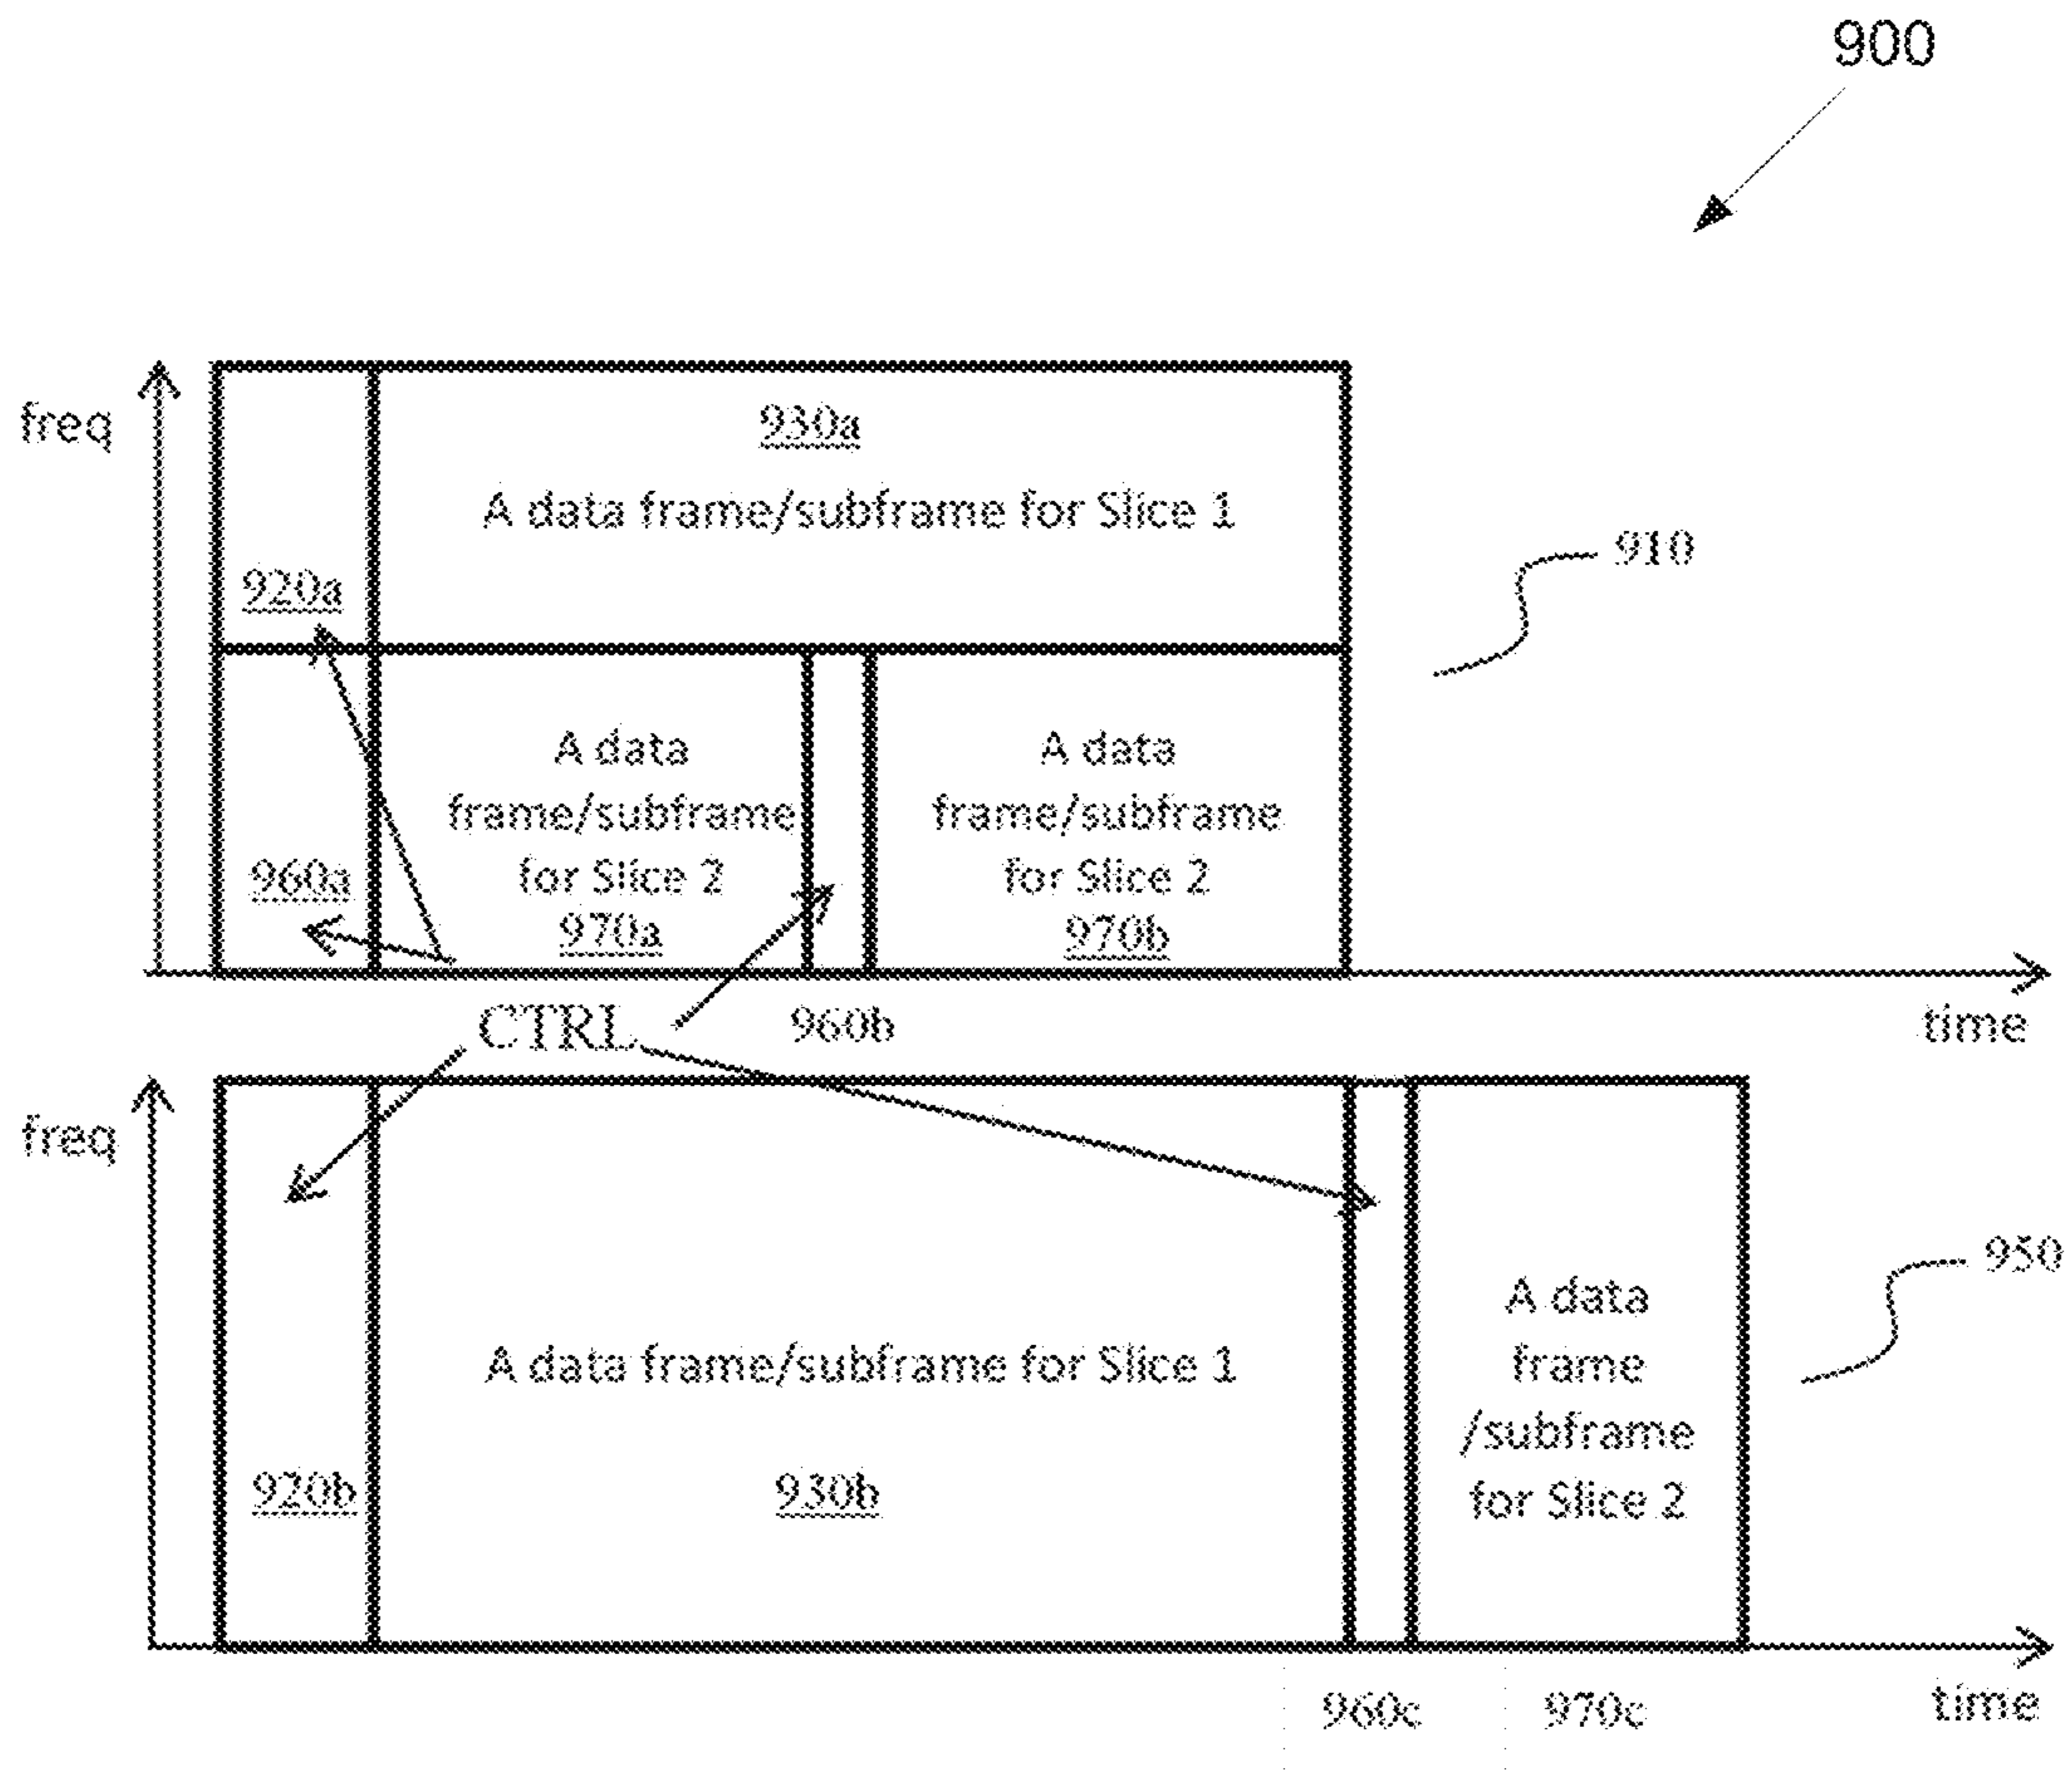 900
freq
930a
A data frame/subframe for Slice 1
910
920a
A data
frame/subframe
for Slice 2
970a
A data
frame/subframe
for Slice 2
970b
960a
CTRL
960b
time
freq
950
A data frame/subframe for Slice 1
A data
frame
/subframe
for Slice 2
920b
930b
960c
970c
time